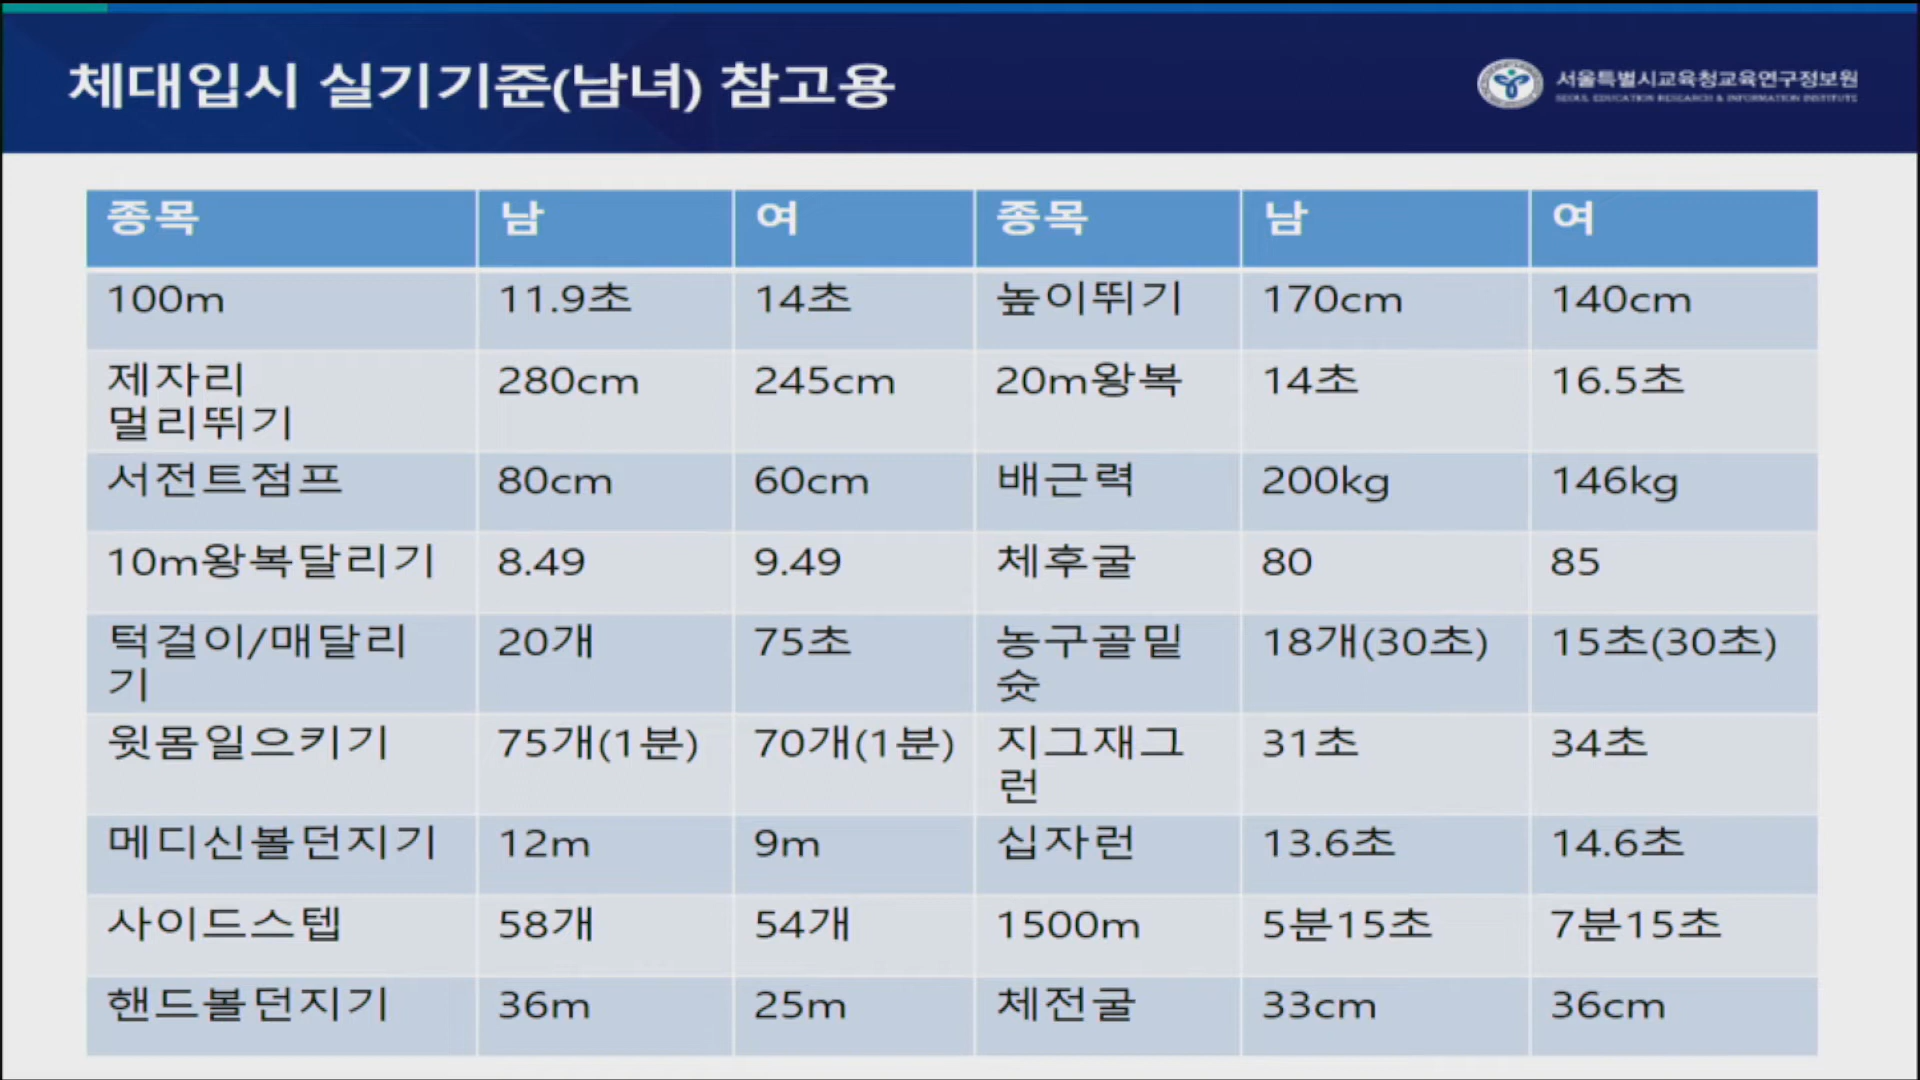 체대입시 실기기준(남녀) 참고용
서울특별시교육청교육연구정보원
SEOUL EDUCATION RESEARCH & INFORMATION INSTITUTE
종목 남 여 종목 남 여
100m 11.9초 14초 높이뛰기 170cm 140cm
제자리 280cm 245cm 20m왕복 14초 16.5초
멀리뛰기
서전트점프 80cm 60cm 배근력 200kg 146kg
10m왕복달리기 8.49 9.49 체후굴 80 85
턱걸이/매달리 20개 75초 농구골밑 18개(30초) 15초(30초)
기 슛
윗몸일으키기 75개(1분) 70개(1분) 지그재그 31초 34초
런
메디신볼던지기 12m 9m 십자런 13.6초 14.6초
사이드스텝 58개 54개 1500m 5분15초 7분15초
핸드볼던지기 36m 25m 체전굴 33cm 36cm